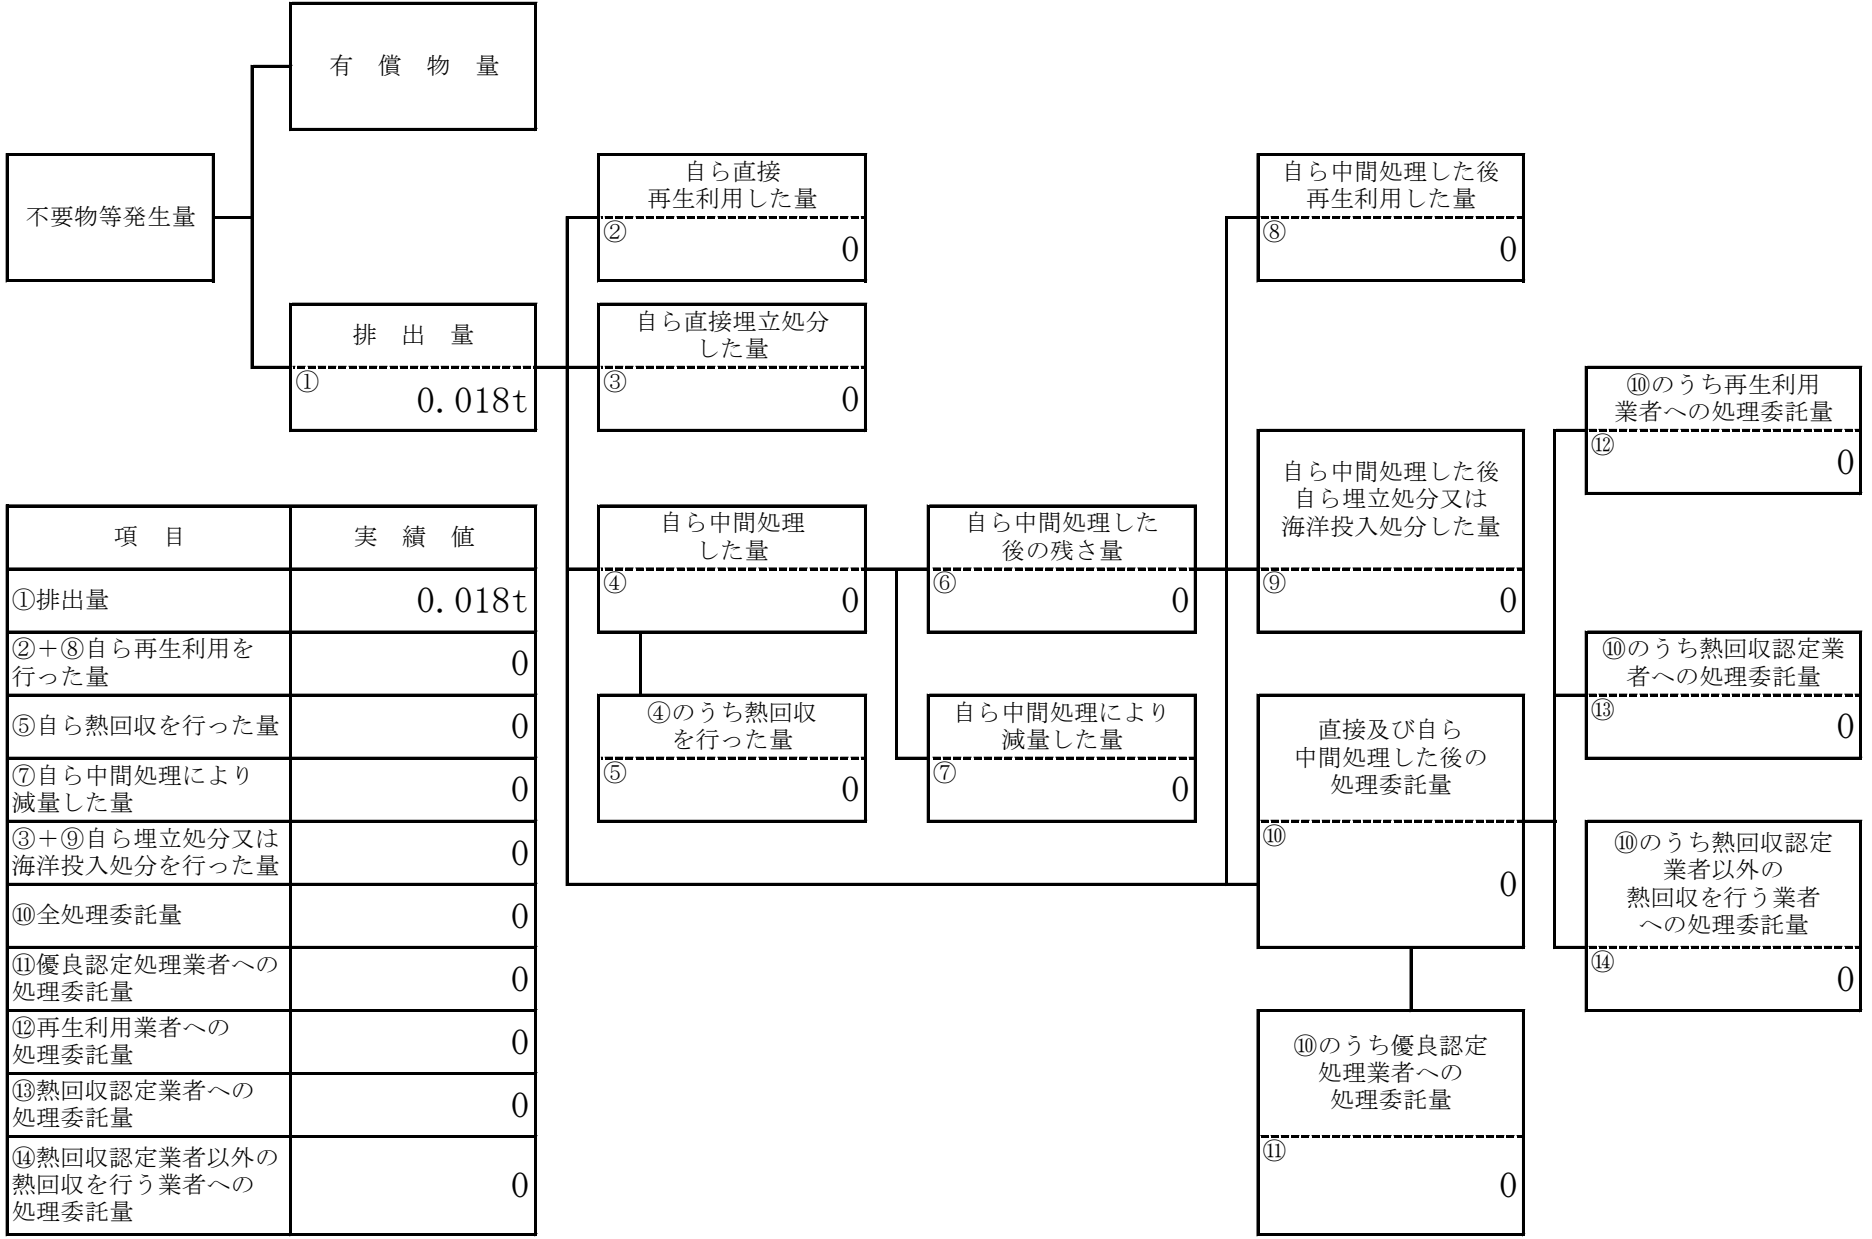 有　償　物　量
不要物等発生量
排　出　量
①
0.018t
自ら直接
再生利用した量
②
0
自ら直接埋立処分
した量
③
0
自ら中間処理
した量
④
0
④のうち熱回収
を行った量
⑤
0
自ら中間処理した
後の残さ量
⑥
0
自ら中間処理により
減量した量
⑦
0
自ら中間処理した後
再生利用した量
⑧
0
自ら中間処理した後
自ら埋立処分又は
海洋投入処分した量
⑨
0
直接及び自ら
中間処理した後の
処理委託量
⑩
0
⑩のうち優良認定
処理業者への
処理委託量
⑪
0
⑩のうち再生利用
業者への処理委託量
⑫
0
⑩のうち熱回収認定業
者への処理委託量
⑬
0
⑩のうち熱回収認定
業者以外の
熱回収を行う業者
への処理委託量
⑭
0
項　目　実　績　値
①排出量 0.018t
②＋⑧自ら再生利用を
行った量
0
⑤自ら熱回収を行った量 0
⑦自ら中間処理により
減量した量
0
③＋⑨自ら埋立処分又は
海洋投入処分を行った量
0
⑩全処理委託量 0
⑪優良認定処理業者への
処理委託量
0
⑫再生利用業者への
処理委託量
0
⑬熱回収認定業者への
処理委託量
0
⑭熱回収認定業者以外の
熱回収を行う業者への
処理委託量
0